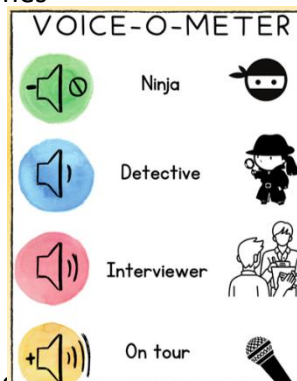 VOICE-O-METER
Ninja
Detective
Interviewer
On tour